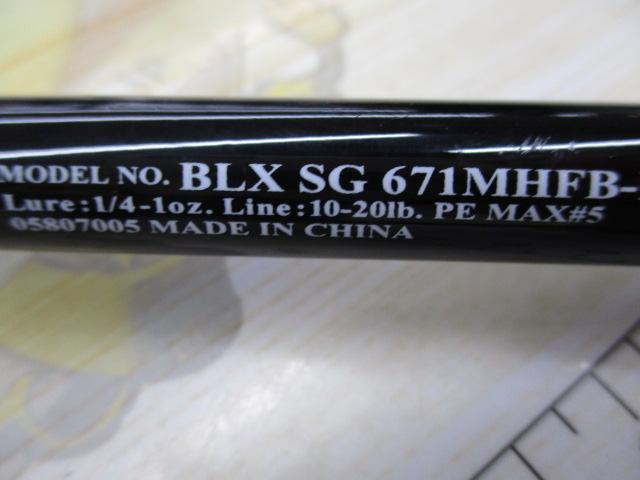 MODEL NO. BLX SG 671MHFB-
Lure:1/4-1oz. Line:10-20lb. PE MAX#5
05807005 MADE IN CHINA